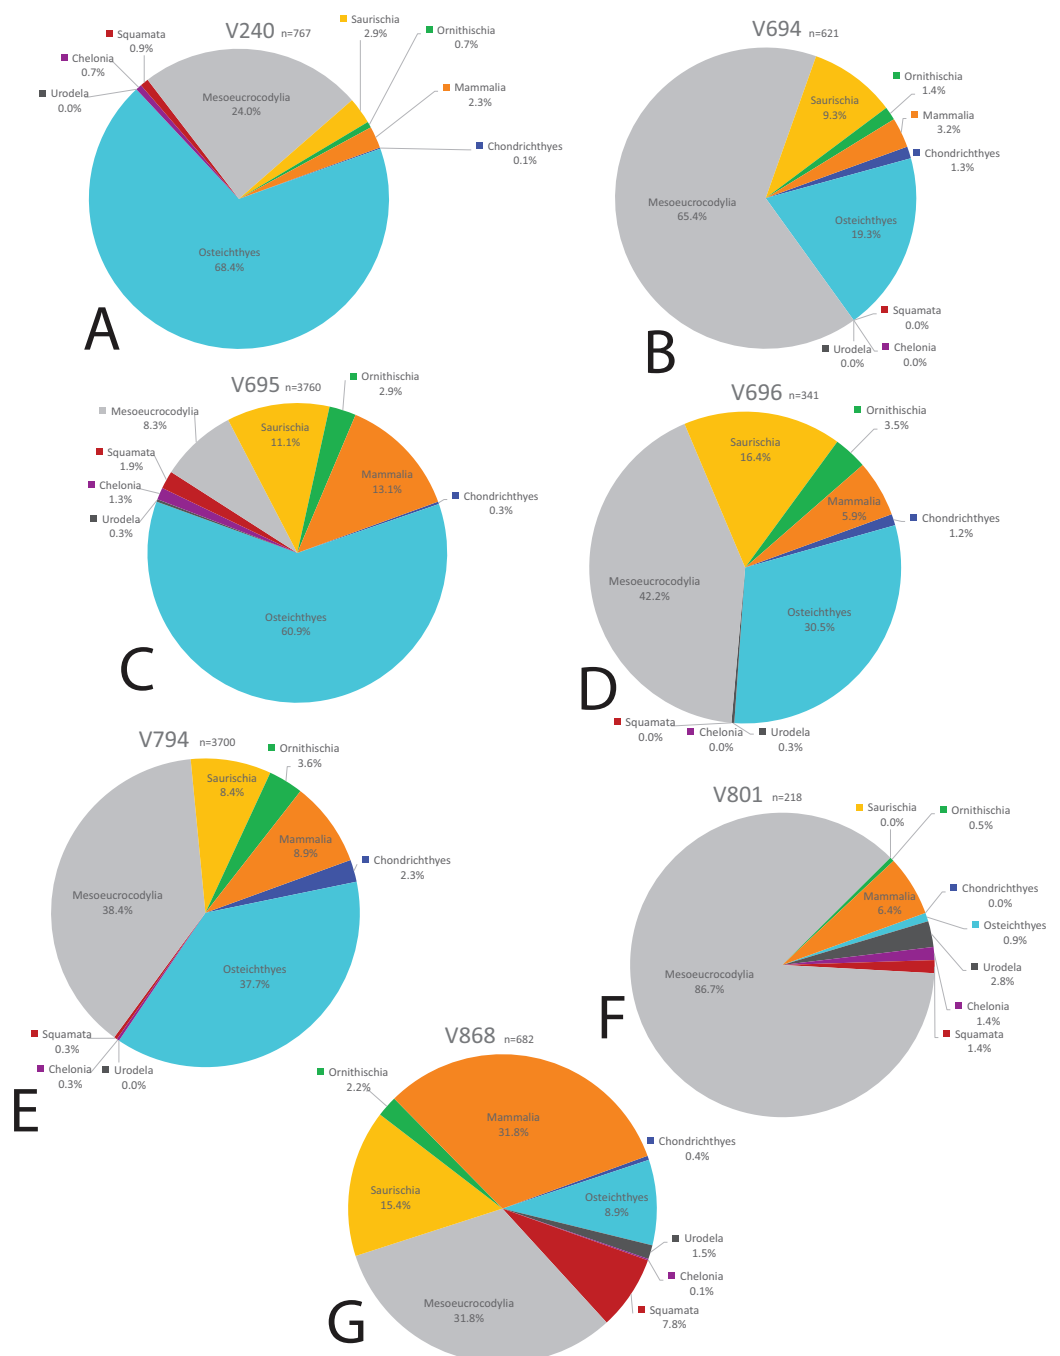 V240 n=767
Saurischia
2.9%
Ornithischia
0.7%
Squamata
0.9%
Chelonia
0.7%
Urodela
0.0%
Mesoeucrocodylia
24.0%
Mammalia
2.3%
Chondrichthyes
0.1%
Osteichthyes
68.4%
A
V694 n=621
Saurischia
9.3%
Ornithischia
1.4%
Mammalia
3.2%
Chondrichthyes
1.3%
Mesoeucrocodylia
65.4%
Osteichthyes
19.3%
Squamata
0.0%
Urodela
0.0%
Chelonia
0.0%
B
V695 n=3760
Ornithischia
2.9%
Mesoeucrocodylia
8.3%
Saurischia
11.1%
Squamata
1.9%
Mammalia
13.1%
Chelonia
1.3%
Chondrichthyes
0.3%
Urodela
0.3%
Osteichthyes
60.9%
C
V696 n=341
Ornithischia
3.5%
Saurischia
16.4%
Mammalia
5.9%
Chondrichthyes
1.2%
Mesoeucrocodylia
42.2%
Osteichthyes
30.5%
Squamata
0.0%
Chelonia
0.0%
Urodela
0.3%
D
V794 n=3700
Ornithischia
3.6%
Saurischia
8.4%
Mammalia
8.9%
Chondrichthyes
2.3%
Mesoeucrocodylia
38.4%
Osteichthyes
37.7%
Squamata
0.3%
Chelonia
0.3%
Urodela
0.0%
E
V801 n=218
Saurischia
0.0%
Ornithischia
0.5%
Mammalia
6.4%
Chondrichthyes
0.0%
Osteichthyes
0.9%
Mesoeucrocodylia
86.7%
Urodela
2.8%
Chelonia
1.4%
Squamata
1.4%
F
V868 n=682
Ornithischia
2.2%
Mammalia
31.8%
Chondrichthyes
0.4%
Saurischia
15.4%
Osteichthyes
8.9%
Urodela
1.5%
Chelonia
0.1%
Mesoeucrocodylia
31.8%
Squamata
7.8%
G